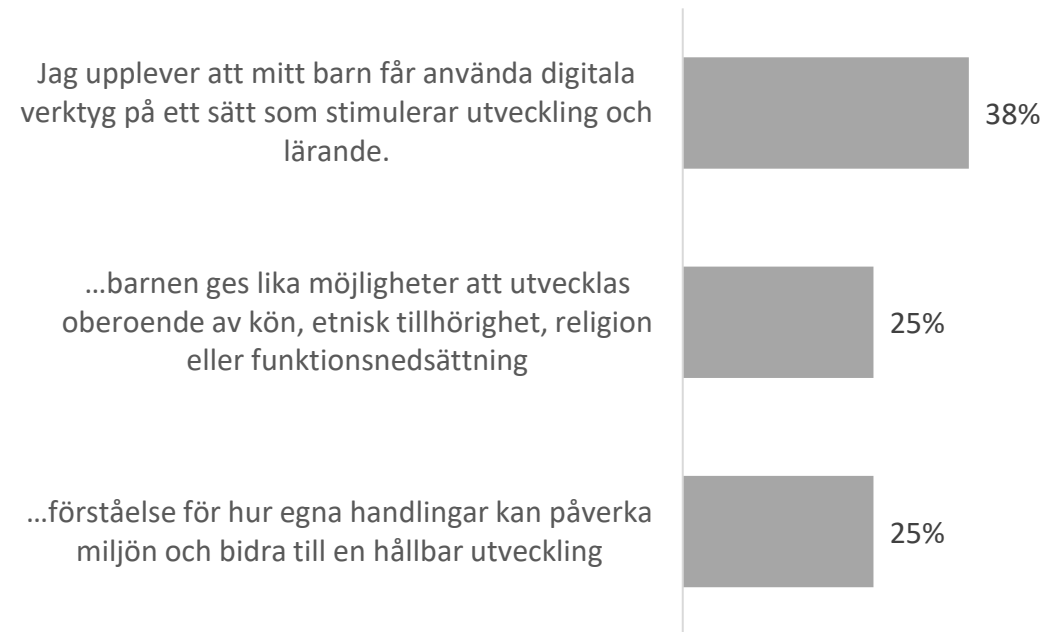 Jag upplever att mitt barn får använda digitala
verktyg på ett sätt som stimulerar utveckling och
lärande.
38%
…barnen ges lika möjligheter att utvecklas
oberoende av kön, etnisk tillhörighet, religion
eller funktionsnedsättning
25%
…förståelse för hur egna handlingar kan påverka
miljön och bidra till en hållbar utveckling
25%